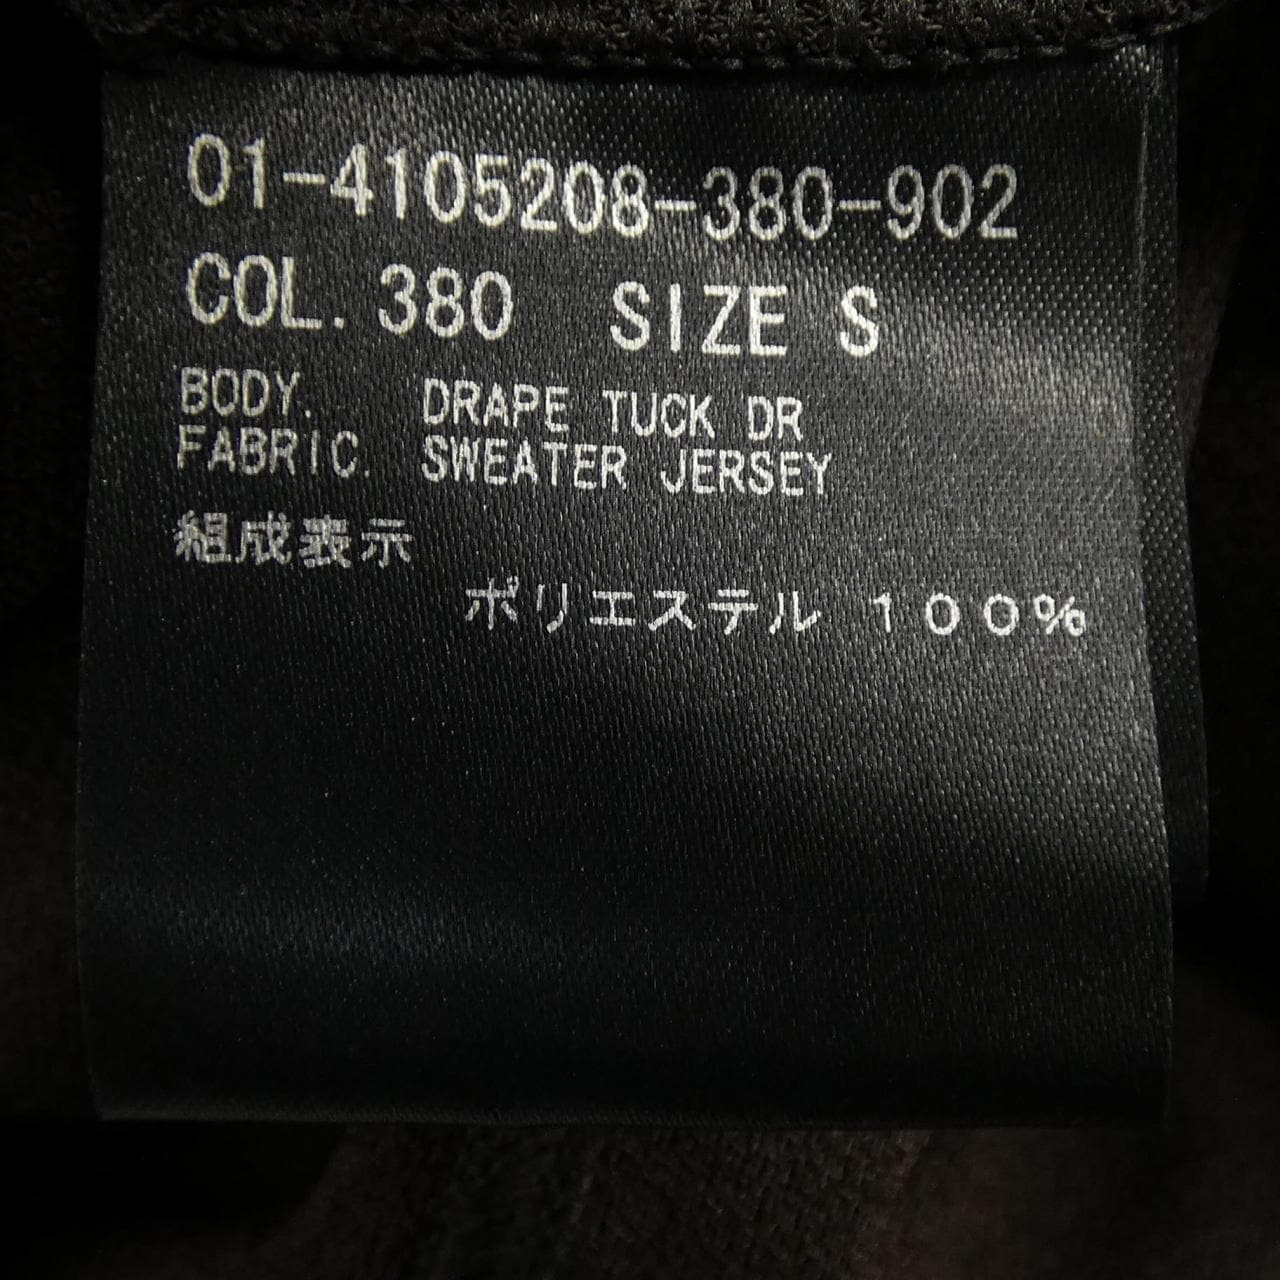 01-4105208-380-902
COL. 380 SIZE S
BODY. DRAPE TUCK DR
FABRIC. SWEATER JERSEY
組成表示
ポリエステル １００％